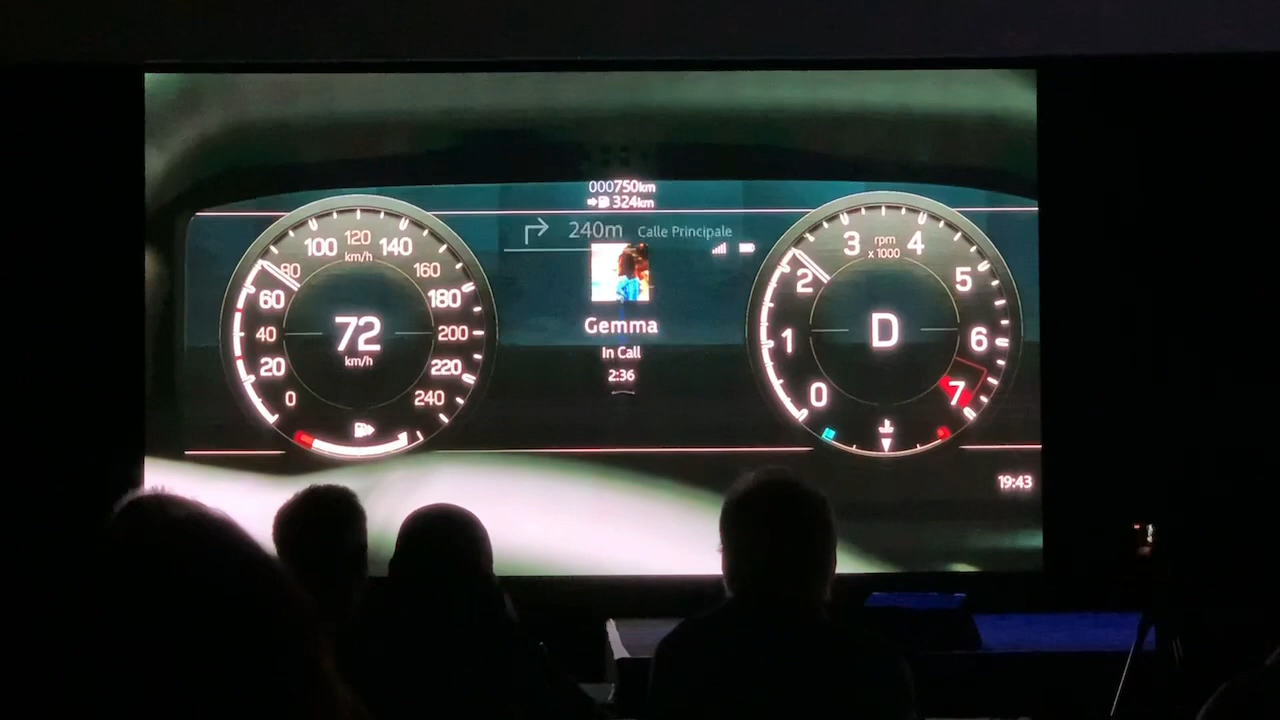 000750km
324km
240m Calle Principale
0
20
40
60
80
100
120
km/h
140
160
180
200
220
240
72
km/h
Gemma
In Call
2:36
0
1
2
3
rpm
x 1000
4
5
6
7
D
19:43